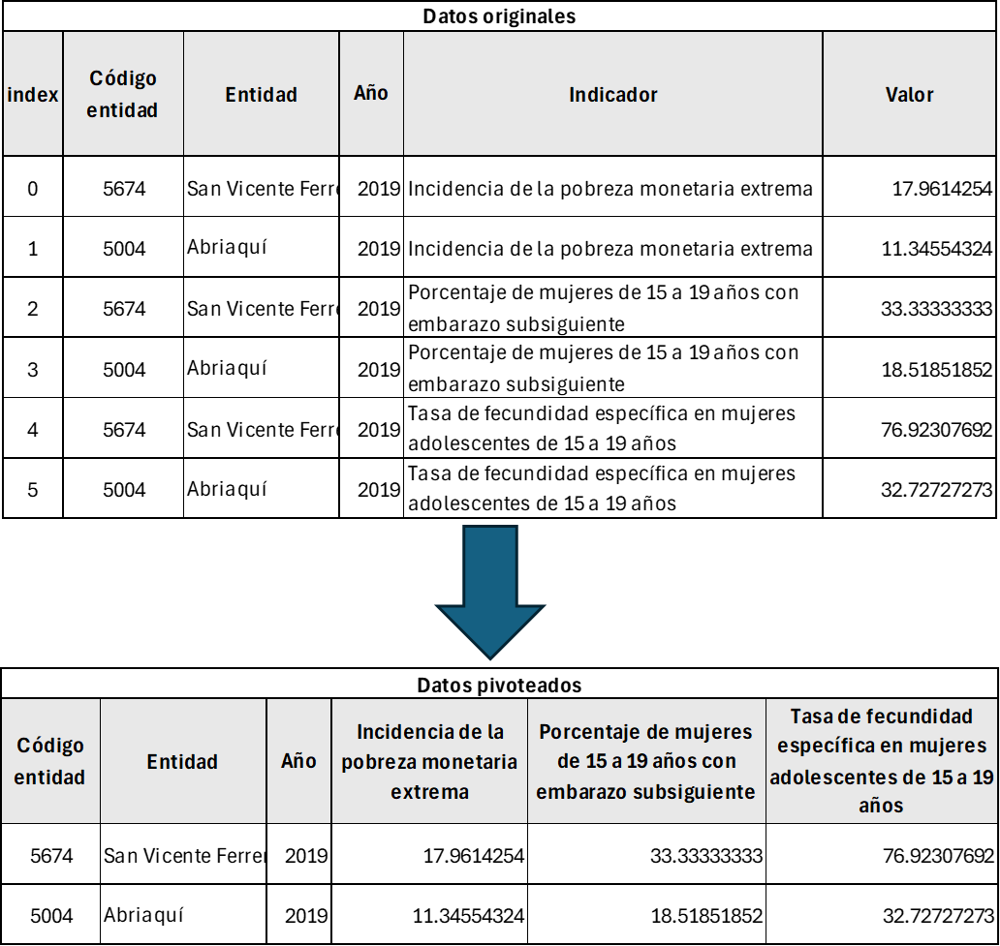 Datos originales
index Código entidad Entidad Año Indicador Valor
0 5674 San Vicente 2019 Incidencia de la pobreza monetaria extrema 17.9614254
1 5004 Abriaquí 2019 Incidencia de la pobreza monetaria extrema 11.34554324
2 5674 San Vicente 2019 Porcentaje de mujeres de 15 a 19 años con embarazo subsiguiente 33.33333333
3 5004 Abriaquí 2019 Porcentaje de mujeres de 15 a 19 años con embarazo subsiguiente 18.51851852
4 5674 San Vicente 2019 Tasa de fecundidad específica en mujeres adolescentes de 15 a 19 años 76.92307692
5 5004 Abriaquí 2019 Tasa de fecundidad específica en mujeres adolescentes de 15 a 19 años 32.72727273
Datos pivoteados
Código entidad Entidad Año Incidencia de la pobreza monetaria extrema Porcentaje de mujeres de 15 a 19 años con embarazo subsiguiente Tasa de fecundidad específica en mujeres adolescentes de 15 a 19 años
5674 San Vicente 2019 17.9614254 33.33333333 76.92307692
5004 Abriaquí 2019 11.34554324 18.51851852 32.72727273